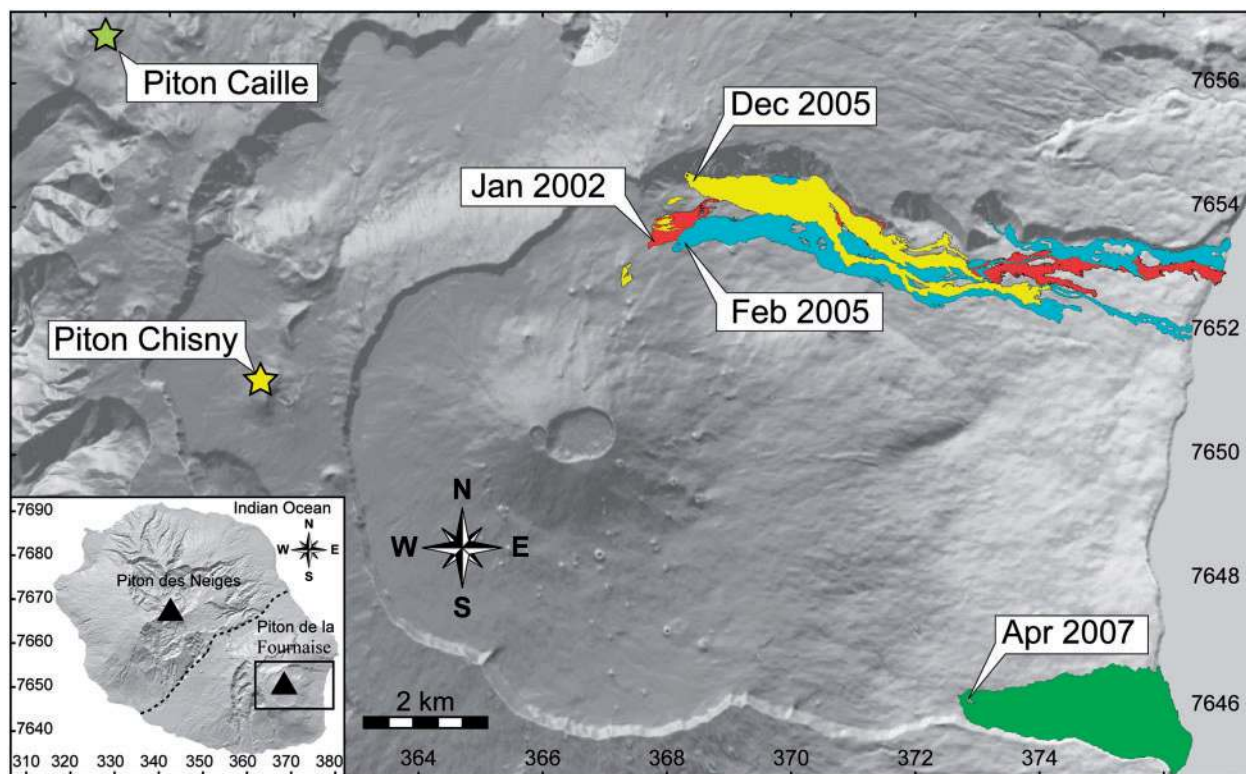 Piton Caille
Dec 2005
Jan 2002
Feb 2005
Piton Chisny
Apr 2007
N
W E
S
2 km
7656
7654
7652
7650
7648
7646
364
368
370
374
Indian Ocean
N
W E
S
Piton des Neiges
Piton de la
Fournaise
7690
7680
7670
7660
7650
7640
310 320 330 340 350 360 370 380